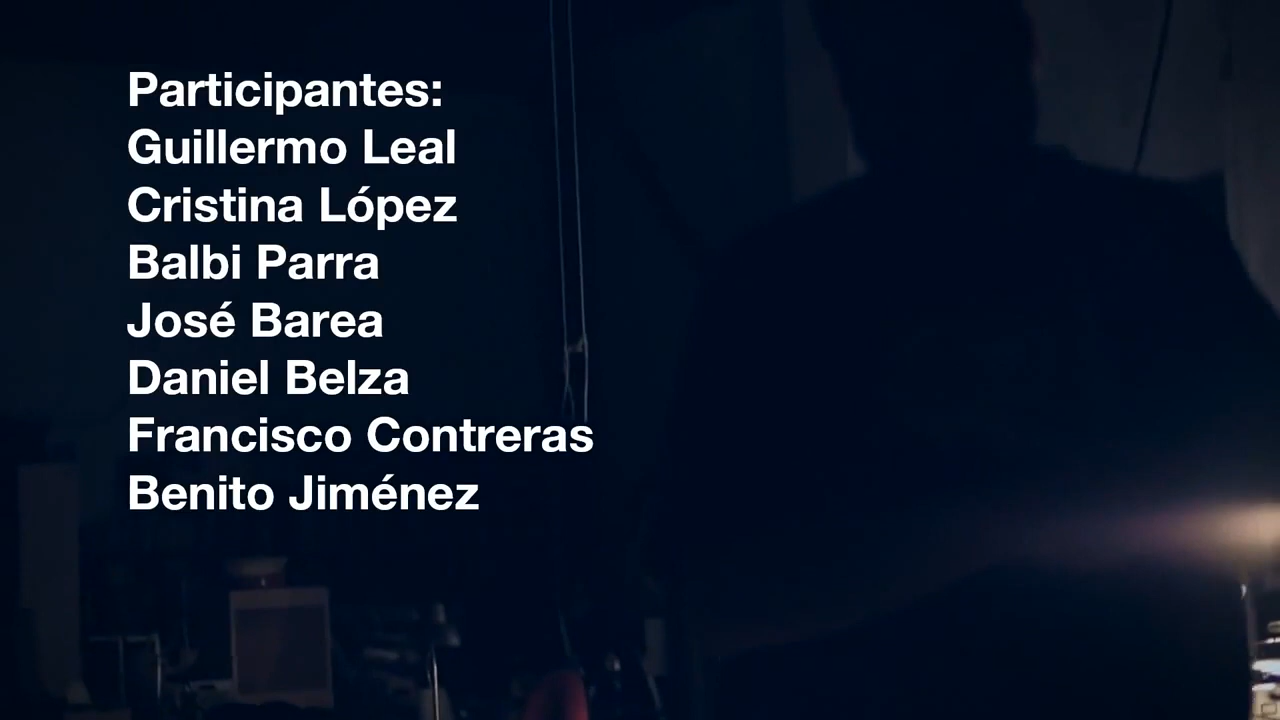 Participantes:
Guillermo Leal
Cristina López
Balbi Parra
José Barea
Daniel Belza
Francisco Contreras
Benito Jiménez